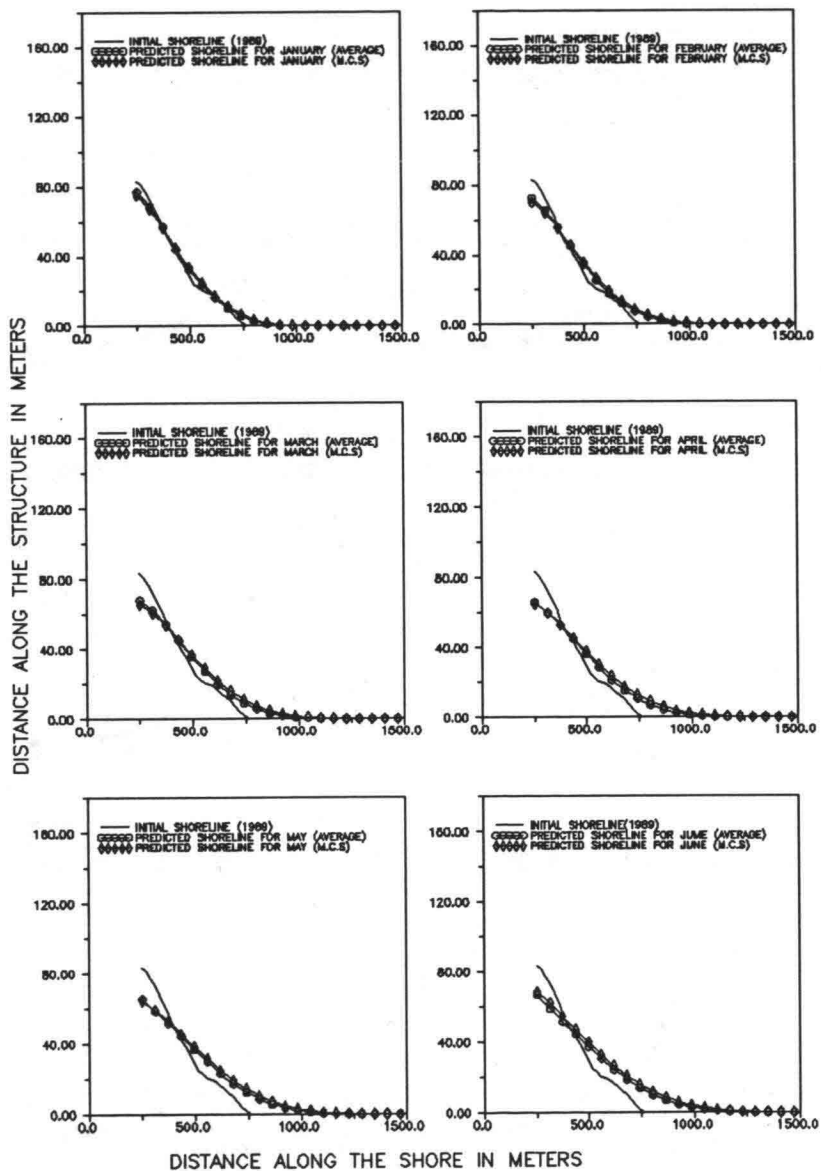 DISTANCE ALONG THE STRUCTURE IN METERS
INITIAL SHORELINE (1989)
PREDICTED SHORELINE FOR JANUARY (AVERAGE)
PREDICTED SHORELINE FOR JANUARY (M.C.S)
160.00
120.00
80.00
40.00
0.00
0.0 500.0 1000.0 1500.0
INITIAL SHORELINE (1989)
PREDICTED SHORELINE FOR FEBRUARY (AVERAGE)
PREDICTED SHORELINE FOR FEBRUARY (M.C.S)
160.00
120.00
80.00
40.00
0.00
0.0 500.0 1000.0 1500.0
INITIAL SHORELINE (1989)
PREDICTED SHORELINE FOR MARCH (AVERAGE)
PREDICTED SHORELINE FOR MARCH (M.C.S)
160.00
120.00
80.00
40.00
0.00
0.0 500.0 1000.0 1500.0
INITIAL SHORELINE (1989)
PREDICTED SHORELINE FOR APRIL (AVERAGE)
PREDICTED SHORELINE FOR APRIL (M.C.S)
160.00
120.00
80.00
40.00
0.00
0.0 500.0 1000.0 1500.0
INITIAL SHORELINE (1989)
PREDICTED SHORELINE FOR MAY (AVERAGE)
PREDICTED SHORELINE FOR MAY (M.C.S)
160.00
120.00
80.00
40.00
0.00
0.0 500.0 1000.0 1500.0
INITIAL SHORELINE(1989)
PREDICTED SHORELINE FOR JUME (AVERAGE)
PREDICTED SHORELINE FOR JUNE (M.C.S)
160.00
120.00
80.00
40.00
0.00
0.0 500.0 1000.0 1500.0
DISTANCE ALONG THE SHORE IN METERS